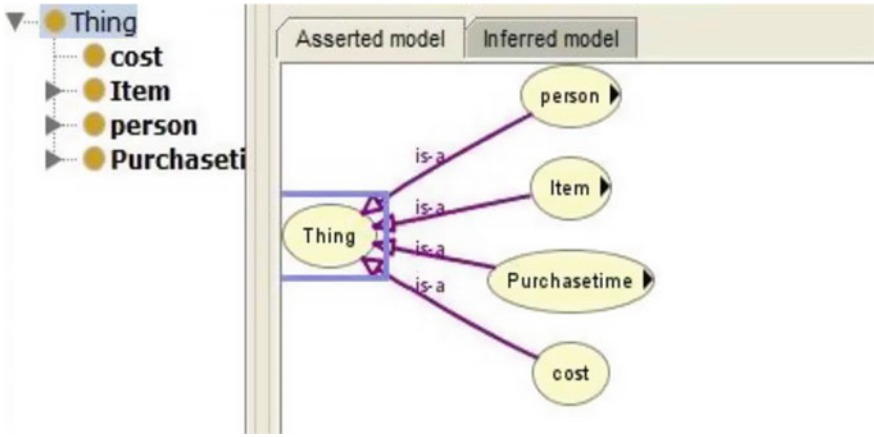 Thing
cost
Item
person
Purchaseti
Asserted model
Inferred model
person
is-a
Item
is-a
Thing
is-a
Purchasetime
is-a
cost